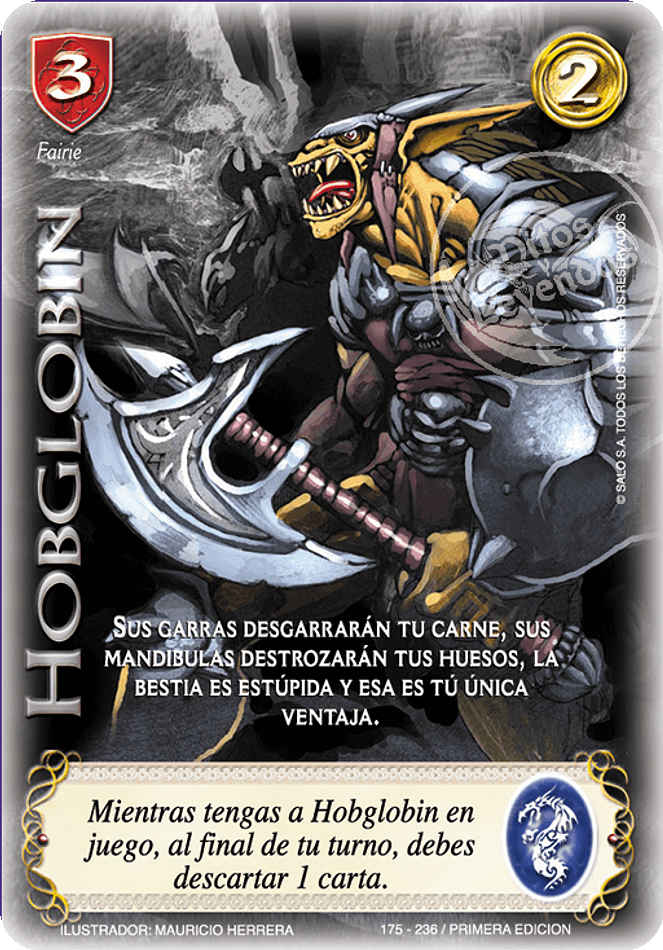 3
2
Fairie
HOBGLOBIN
Mitos
Leyendas
© SALO S.A. TODOS LOS DERECHOS RESERVADOS
SUS GARRAS DESGARRARÁN TU CARNE, SUS
MANDIBULAS DESTROZARÁN TUS HUESOS, LA
BESTIA ES ESTÚPIDA Y ESA ES TÚ ÚNICA
VENTAJA.
Mientras tengas a Hobglobin en
juego, al final de tu turno, debes
descartar 1 carta.
ILUSTRADOR: MAURICIO HERRERA
175 - 236 / PRIMERA EDICION